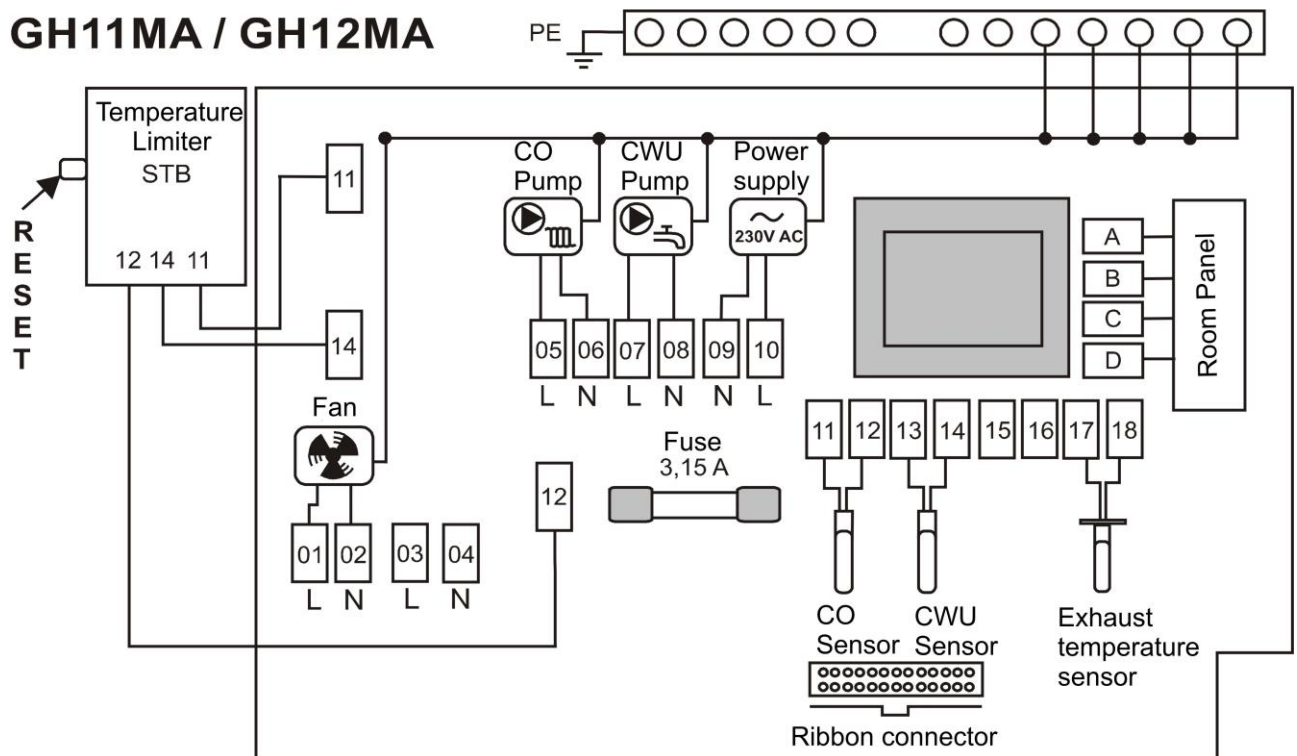 GH11MA / GH12MA
PE
Temperature
Limiter
STB
RESET
12 14 11
11
14
CO
Pump
CWU
Pump
Power
supply
230V AC
05 06 07 08 09 10
L N L N N L
A
B
C
D
Room Panel
Fan
01 02 03 04
L N L N
12
Fuse
3,15 A
11 12 13 14 15 16 17 18
CO
Sensor
CWU
Sensor
Exhaust
temperature
sensor
Ribbon connector